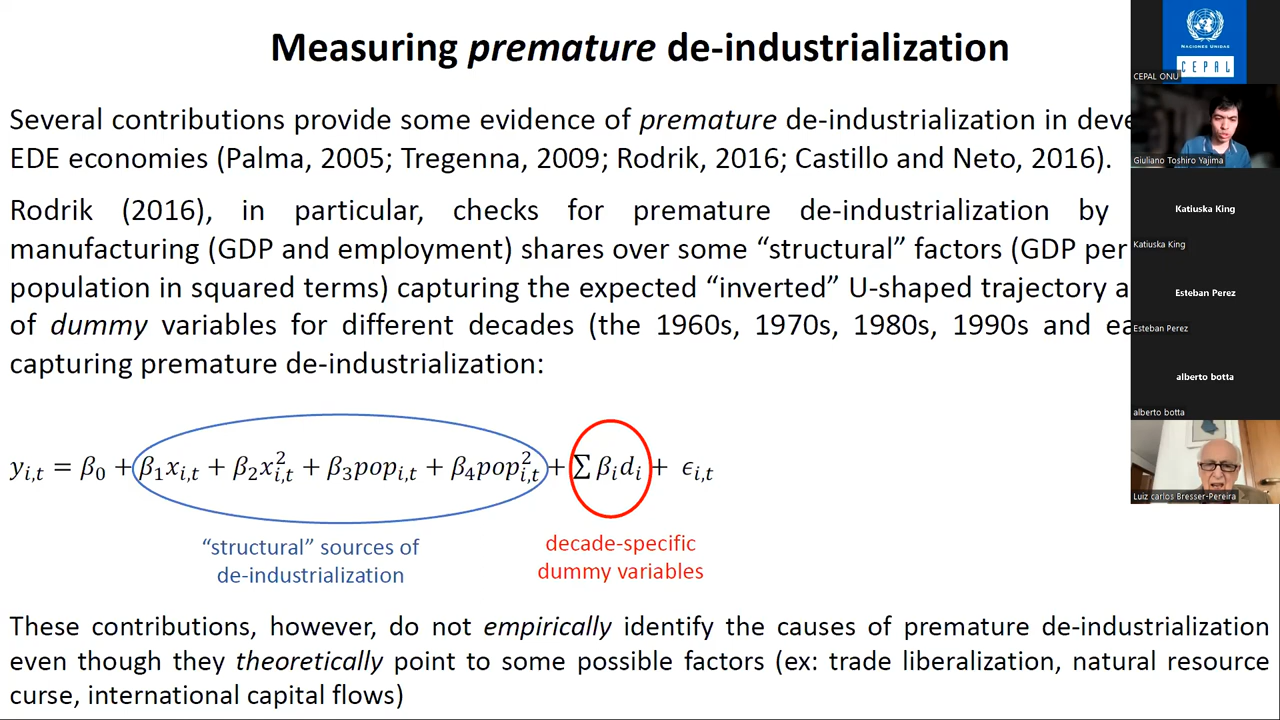 Measuring premature de-industrialization
Several contributions provide some evidence of premature de-industrialization in deve
EDE economies (Palma, 2005; Tregenna, 2009; Rodrik, 2016; Castillo and Neto, 2016).
Rodrik (2016), in particular, checks for premature de-industrialization by
manufacturing (GDP and employment) shares over some “structural” factors (GDP per
population in squared terms) capturing the expected “inverted” U-shaped trajectory a
of dummy variables for different decades (the 1960s, 1970s, 1980s, 1990s and ea
capturing premature de-industrialization:
y_{i,t} = β_0 + β_1x_{i,t} + β_2x_{i,t}^2 + β_3pop_{i,t} + β_4pop_{i,t}^2 + ∑ β_id_i + ϵ_{i,t}
“structural” sources of
de-industrialization
decade-specific
dummy variables
These contributions, however, do not empirically identify the causes of premature de-industrialization
even though they theoretically point to some possible factors (ex: trade liberalization, natural resource
curse, international capital flows)
NACIONES UNIDAS
CEPAL
CEPAL ONU
Giuliano Toshiro Yajima
Katiuska King
Katiuska King
Esteban Perez
Esteban Perez
alberto botta
alberto botta
Luiz carlos Bresser-Pereira